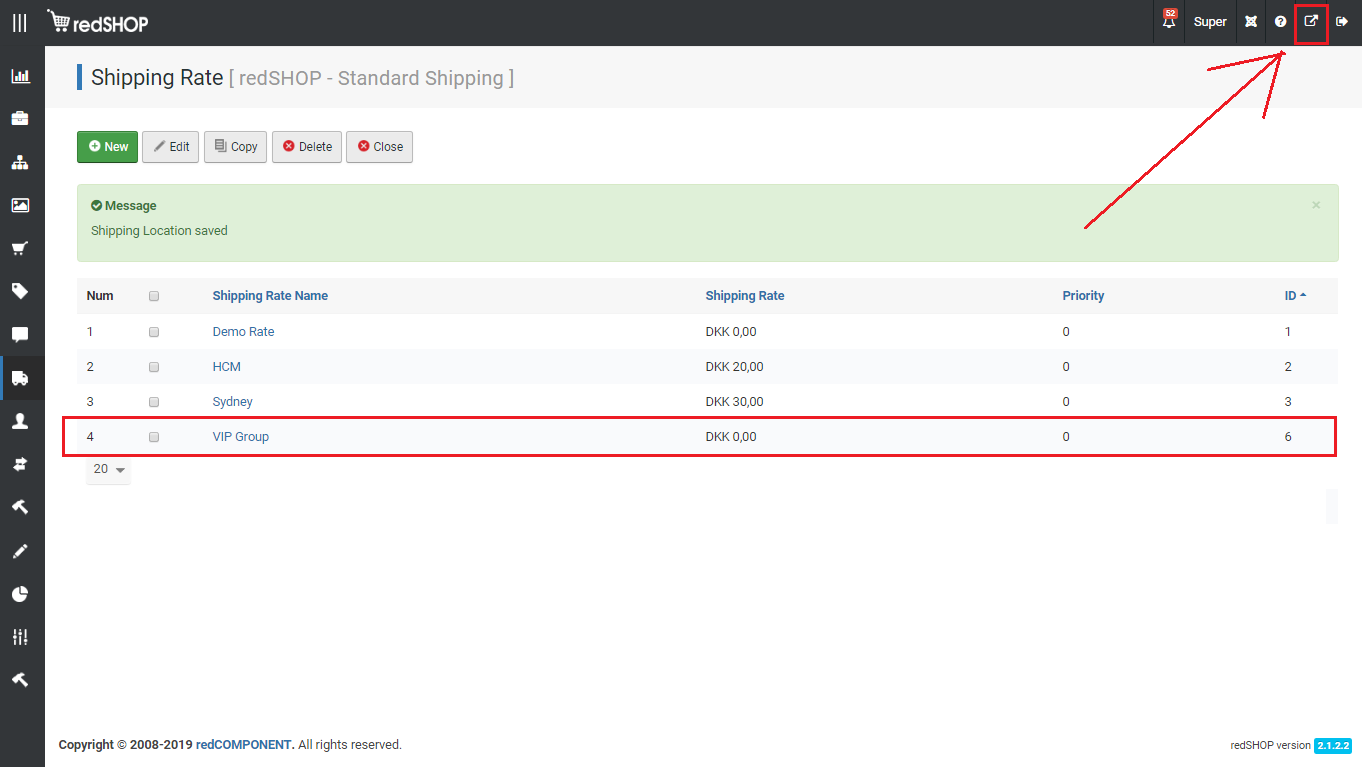 redSHOP
52
Super
Shipping Rate [ redSHOP - Standard Shipping ]
New Edit Copy Delete Close
Message
×
Shipping Location saved
Num Shipping Rate Name Shipping Rate Priority ID
1 Demo Rate DKK 0,00 0 1
2 HCM DKK 20,00 0 2
3 Sydney DKK 30,00 0 3
4 VIP Group DKK 0,00 0 6
20
Copyright © 2008-2019 redCOMPONENT. All rights reserved.
redSHOP version 2.1.2.2